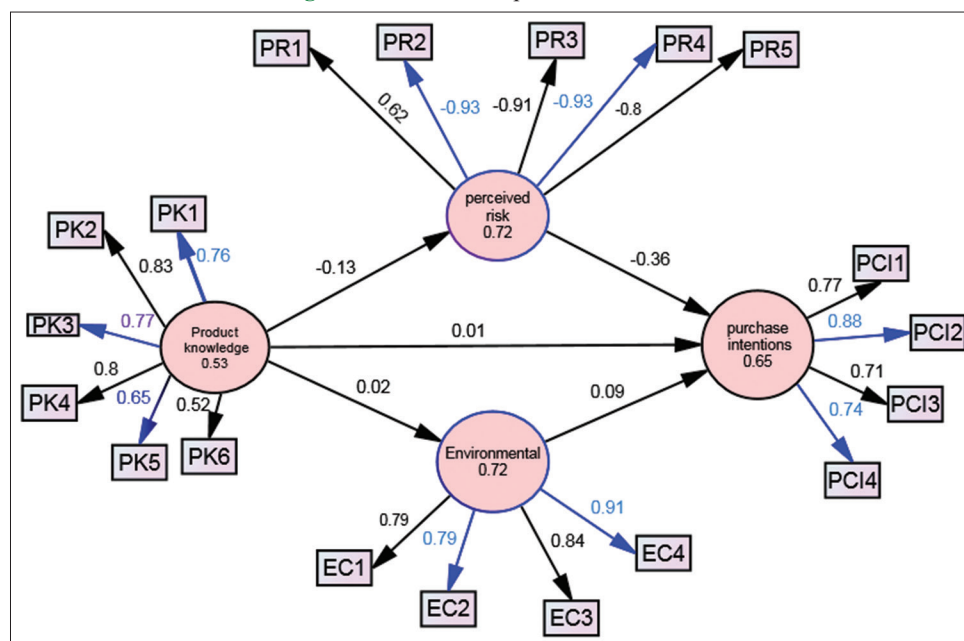 PR1
PR2
PR3
PR4
PR5
0.62
-0.93
-0.91
-0.93
-0.8
perceived
risk
0.72
PK1
PK2
PK3
PK4
PK5
PK6
0.76
0.83
0.77
0.8
0.65
0.52
Product
knowledge
0.53
-0.13
-0.36
0.01
0.02
0.09
purchase
intentions
0.65
0.77
0.88
0.71
0.74
PCI1
PCI2
PCI3
PCI4
Environmental
0.72
0.79
0.79
0.84
0.91
EC1
EC2
EC3
EC4